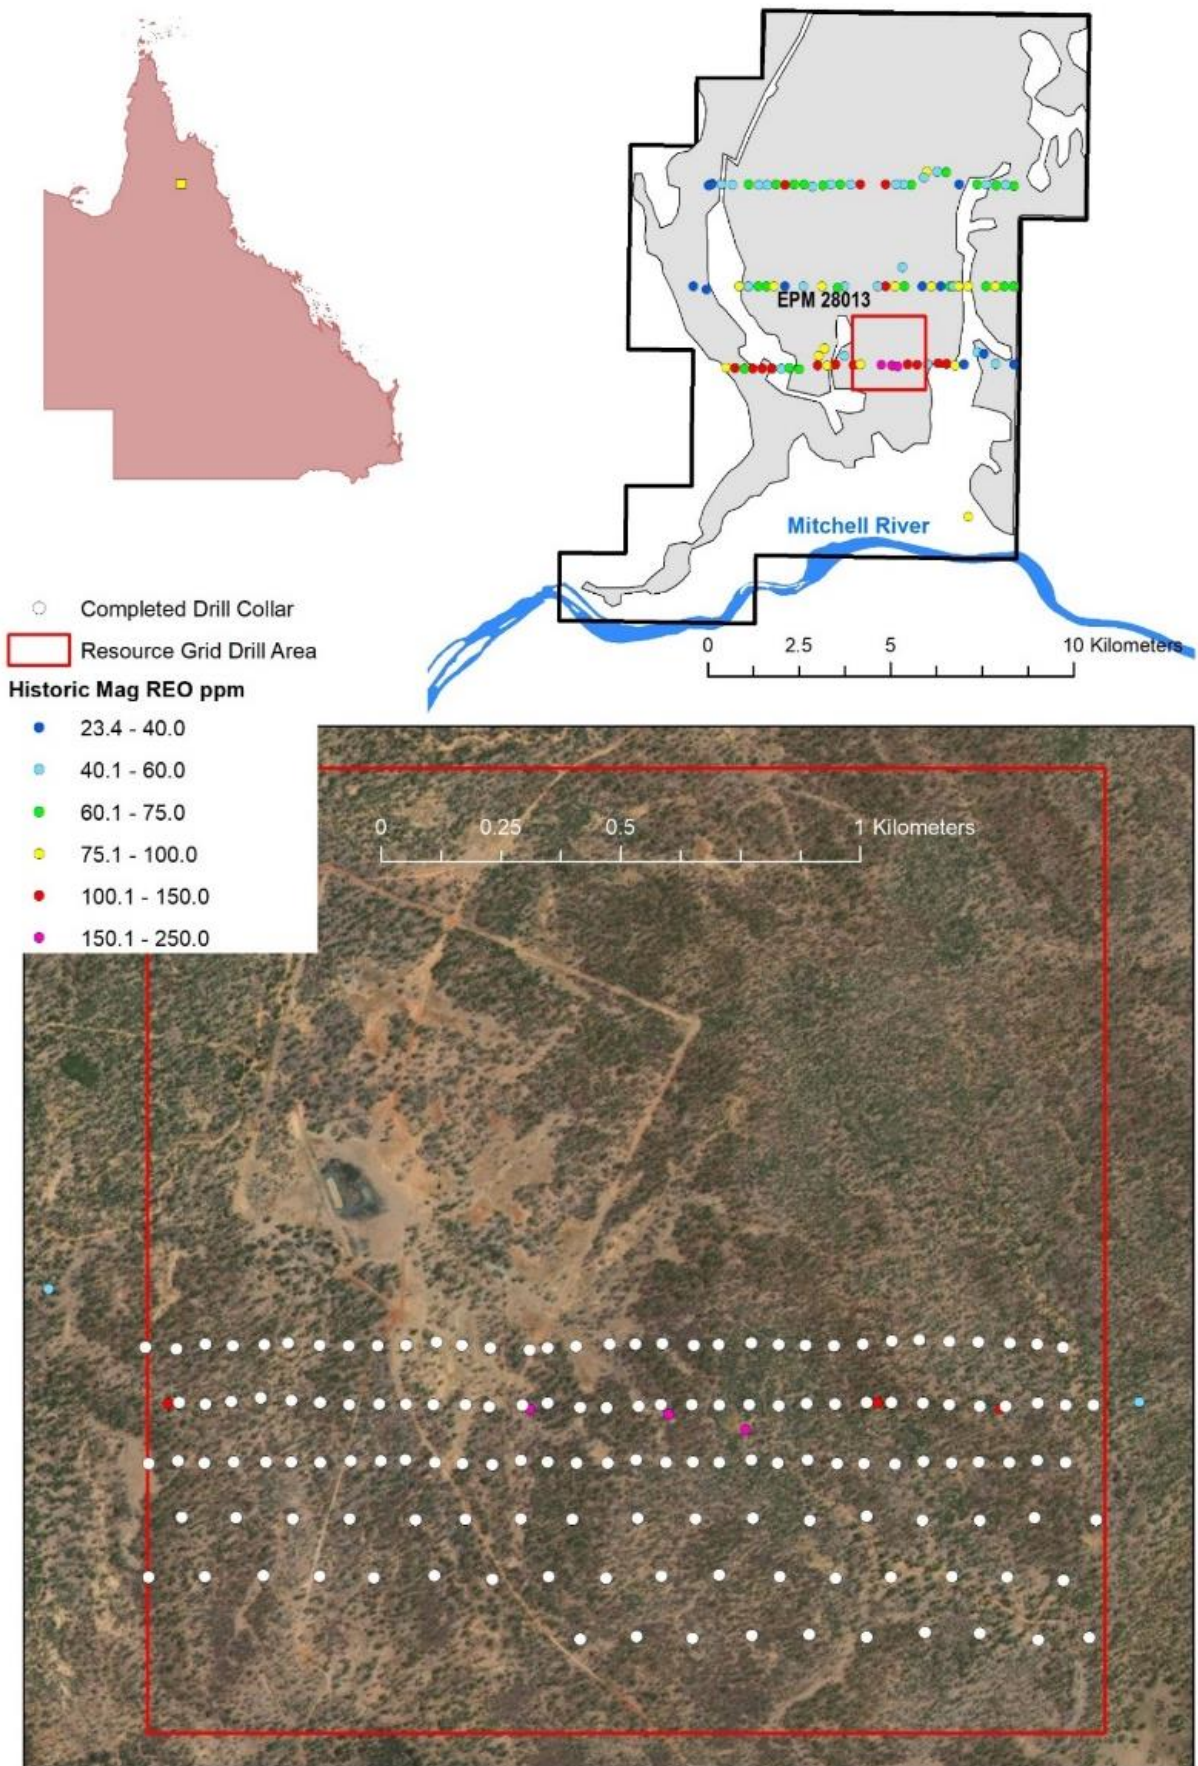 EPM 28013
Mitchell River
0 2.5 5 10 Kilometers
Completed Drill Collar
Resource Grid Drill Area
Historic Mag REO ppm
23.4 - 40.0
40.1 - 60.0
60.1 - 75.0
75.1 - 100.0
100.1 - 150.0
150.1 - 250.0
0 0.25 0.5 1 Kilometers